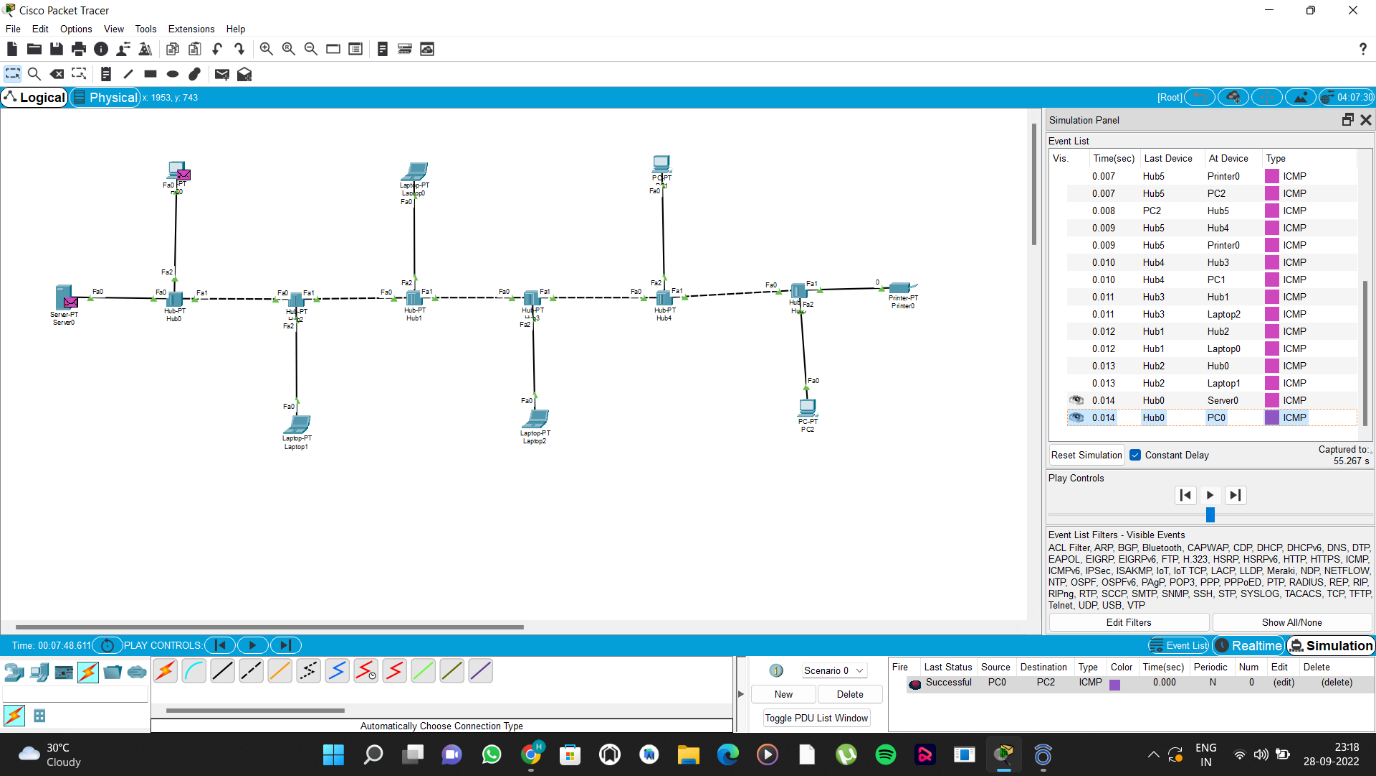 Cisco Packet Tracer
File Edit Options View Tools Extensions Help
?
Logical Physical x: 1953, y: 743
[Root] 04:07:30
Simulation Panel
Event List
Vis. Time(sec) Last Device At Device Type
0.007 Hub5 Printer0 ICMP
0.007 Hub5 PC2 ICMP
0.008 PC2 Hub5 ICMP
0.009 Hub5 Hub4 ICMP
0.009 Hub5 Printer0 ICMP
0.010 Hub4 Hub3 ICMP
0.010 Hub4 PC1 ICMP
0.011 Hub3 Hub1 ICMP
0.011 Hub3 Laptop2 ICMP
0.012 Hub1 Hub2 ICMP
0.012 Hub1 Laptop0 ICMP
0.013 Hub2 Hub0 ICMP
0.013 Hub2 Laptop1 ICMP
0.014 Hub0 Server0 ICMP
0.014 Hub0 PC0 ICMP
Reset Simulation Constant Delay
Captured to:
55.267 s
Play Controls
Event List Filters - Visible Events
ACL Filter, ARP, BGP, Bluetooth, CAPWAP, CDP, DHCP, DHCPv6, DNS, DTP,
EAPOL, EIGRP, EIGRPv6, FTP, H.323, HSRP, HSRPv6, HTTP, HTTPS, ICMP,
ICMPv6, IPSec, ISAKMP, IoT, IoT TCP, LACP, LLDP, Meraki, NDP, NETFLOW,
NTP, OSPF, OSPFv6, PAgP, POP3, PPP, PPPoED, PTP, RADIUS, REP, RIP,
RIPng, RTP, SCCP, SMTP, SNMP, SSH, STP, SYSLOG, TACACS, TCP, TFTP,
Telnet, UDP, USB, VTP
Edit Filters Show All/None
Fa0
Laptop-PT
Laptop0
Fa0
Fa0
Fa2 Fa2 Fa2
Fa0 Fa0 Fa1 Fa0 Fa1 Fa0 Fa1 Fa0 Fa1 Fa0 Fa1 Fa0 Fa1 0
Server-PT
Server0
Hub-PT
Hub0
Fa2
Hub-PT
Hub1
Fa2
Hub-PT
Hub4
Fa2
Printer-PT
Printer0
Fa0
Laptop-PT
Laptop1
Fa0
Laptop-PT
Laptop2
Fa0
PC-PT
PC2
Time: 00:07:48.611 PLAY CONTROLS: Event List Realtime Simulation
Automatically Choose Connection Type
Scenario 0
New Delete
Toggle PDU List Window
Fire Last Status Source Destination Type Color Time(sec) Periodic Num Edit Delete
Successful PC0 PC2 ICMP 0.000 N 0 (edit) (delete)
30°C
Cloudy
H
ENG
IN
23:18
28-09-2022